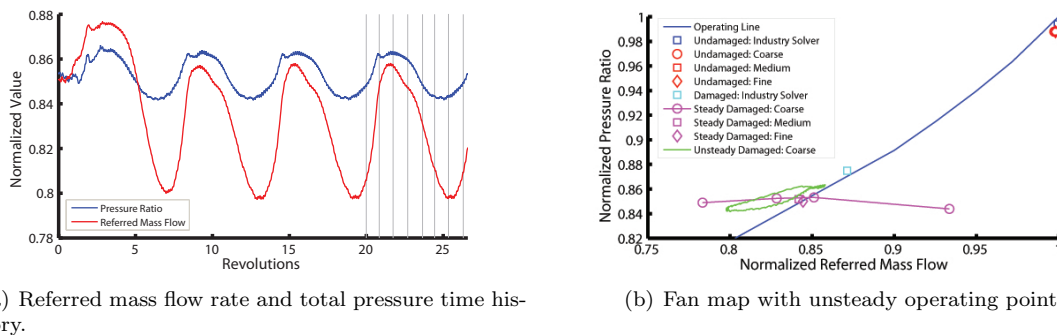 0.88
0.86
0.84
0.82
0.8
0.78
Normalized Value
Pressure Ratio
Referred Mass Flow
0
5
10
15
20
25
Revolutions
) Referred mass flow rate and total pressure time his-
ory.
1
0.98
0.96
0.94
0.92
0.9
0.88
0.86
0.84
0.82
Normalized Pressure Ratio
Operating Line
Undamaged: Industry Solver
Undamaged: Coarse
Undamaged: Medium
Undamaged: Fine
Damaged: Industry Solver
Steady Damaged: Coarse
Steady Damaged: Medium
Steady Damaged: Fine
Unsteady Damaged: Coarse
0.75
0.8
0.85
0.9
0.95
Normalized Referred Mass Flow
(b) Fan map with unsteady operating point